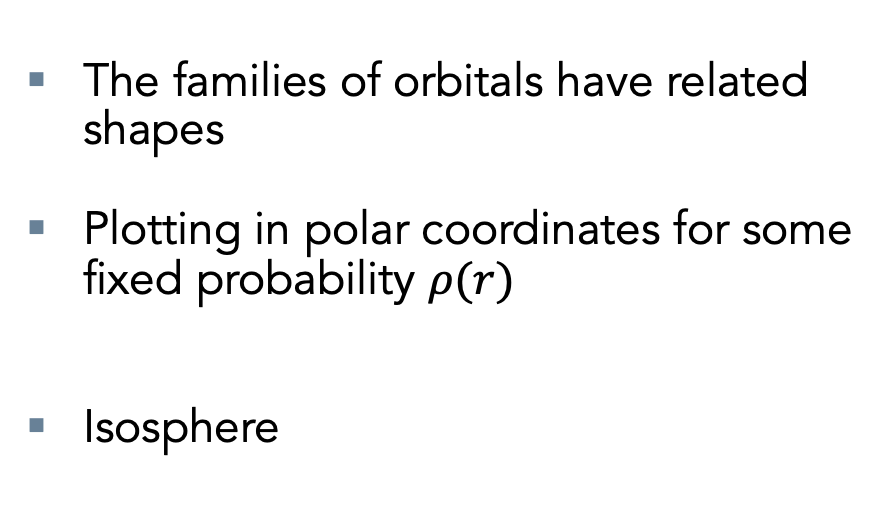 ▪ The families of orbitals have related
shapes
▪ Plotting in polar coordinates for some
fixed probability 𝜌(𝑟)
▪ Isosphere